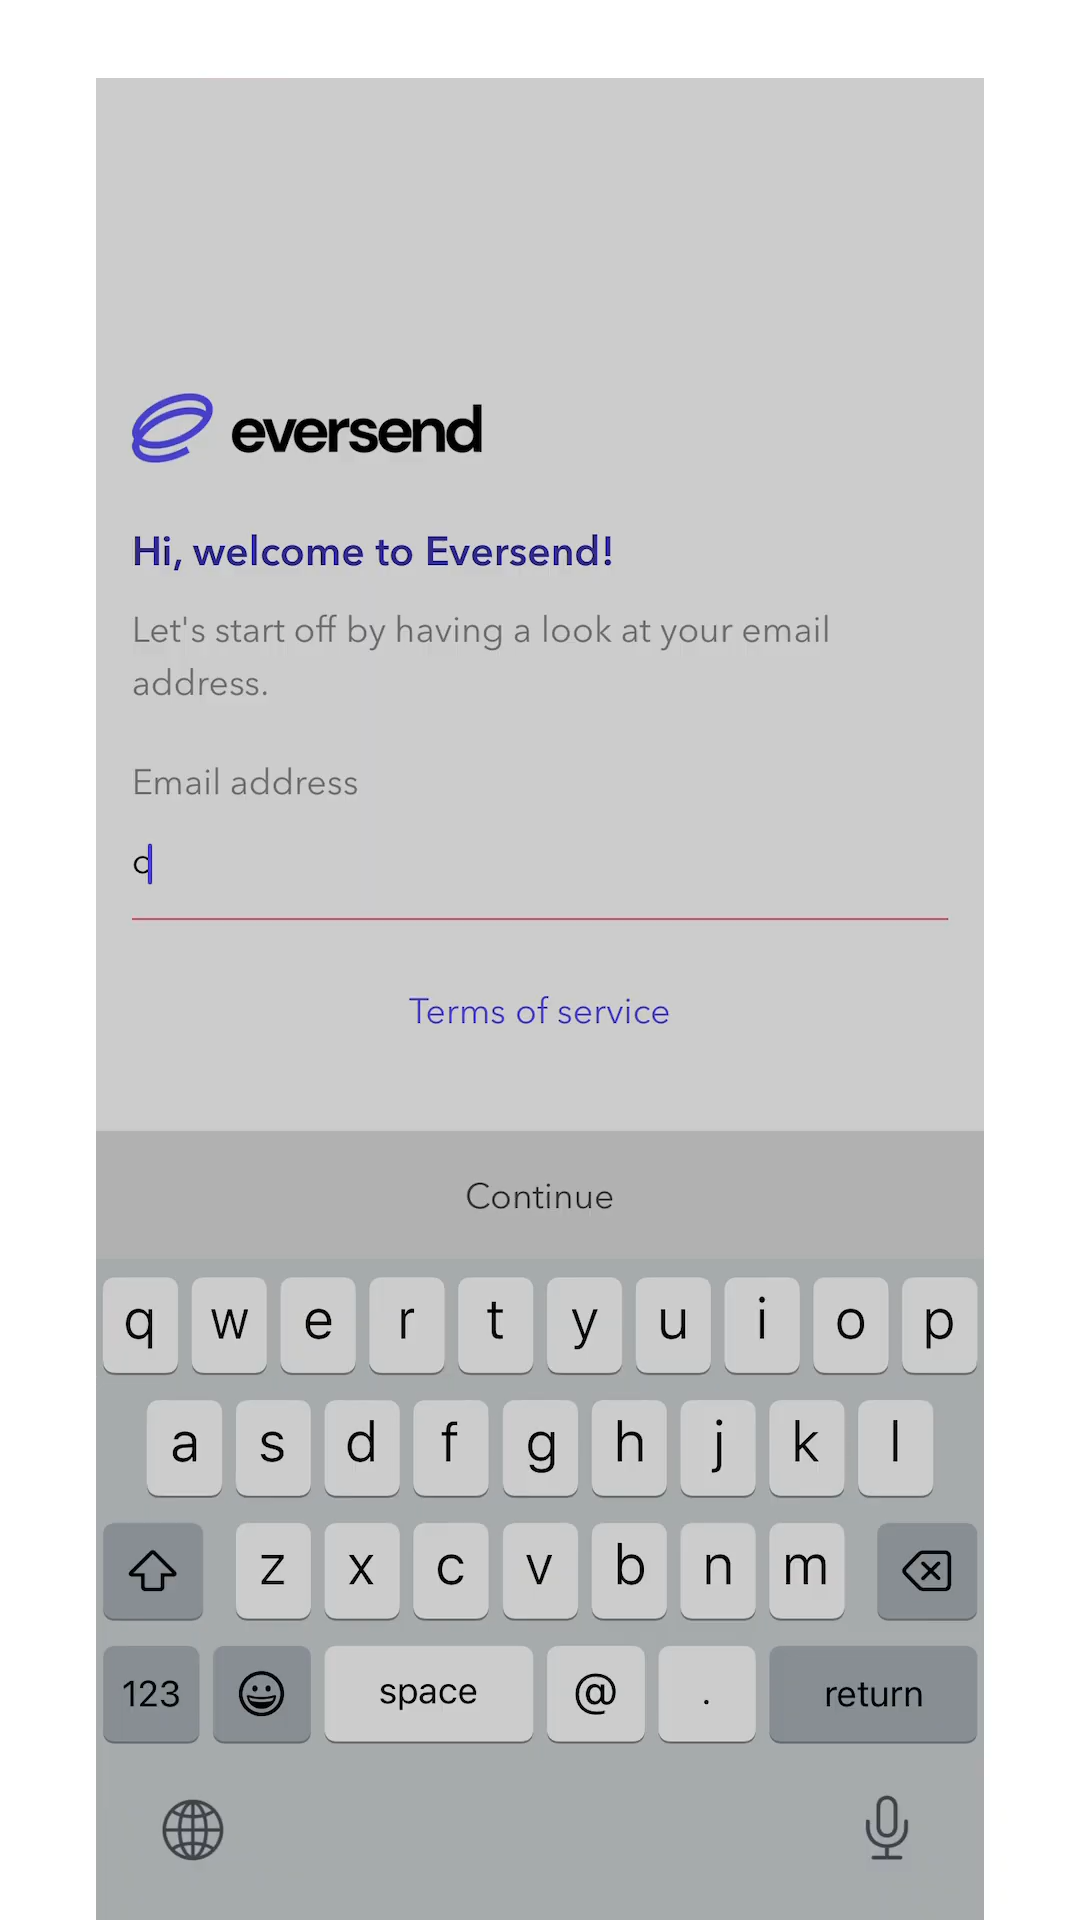 eversend
Hi, welcome to Eversend!
Let's start off by having a look at your email
address.
Email address
c
Terms of service
Continue
q w e r t y u i o p
a s d f g h j k l
z x c v b n m
123 space @ . return